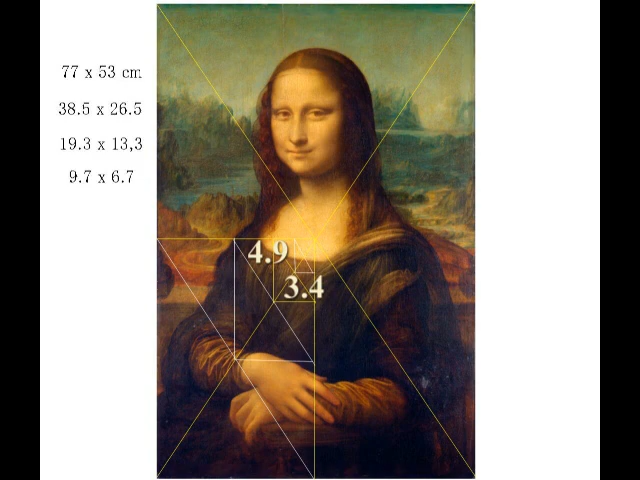 77 x 53 cm
38.5 x 26.5
19.3 x 13,3
9.7 x 6.7
4.9
3.4